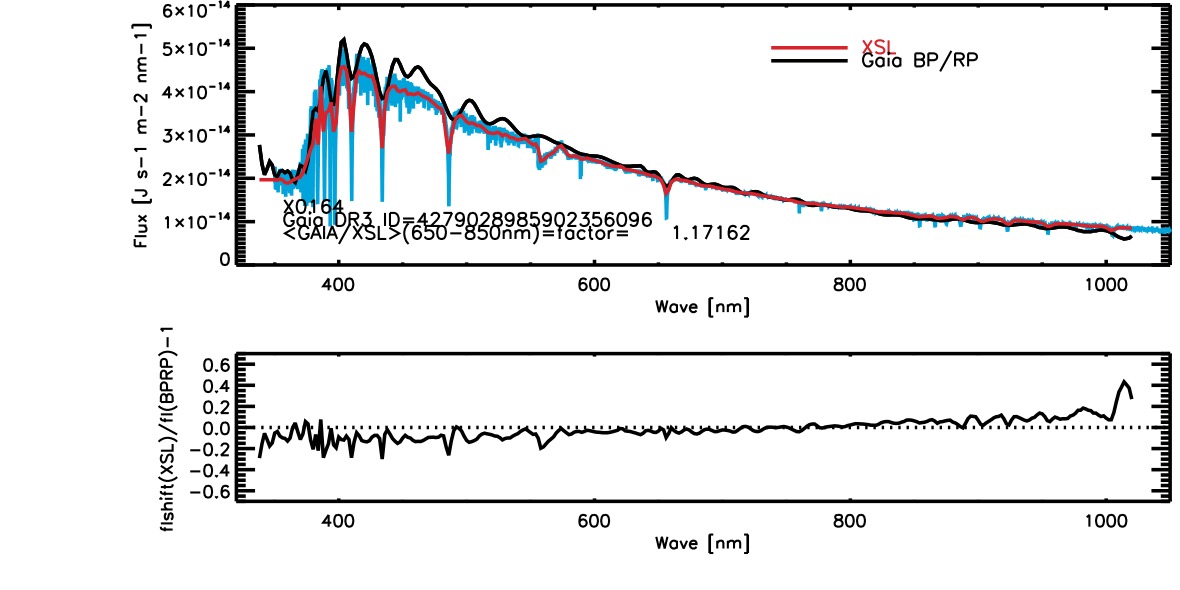 6×10⁻¹⁴
5×10⁻¹⁴
4×10⁻¹⁴
3×10⁻¹⁴
2×10⁻¹⁴
1×10⁻¹⁴
0
Flux [J s−1 m−2 nm−1]
XSL
Gaia BP/RP
X0164
Gaia DR3 ID=4279028985902356096
<GAIA/XSL>(650−850nm)=factor= 1.17162
400 600 800 1000
Wave [nm]
flshift(XSL)/fl(BPRP)−1
0.6
0.4
0.2
0.0
−0.2
−0.4
−0.6
400 600 800 1000
Wave [nm]